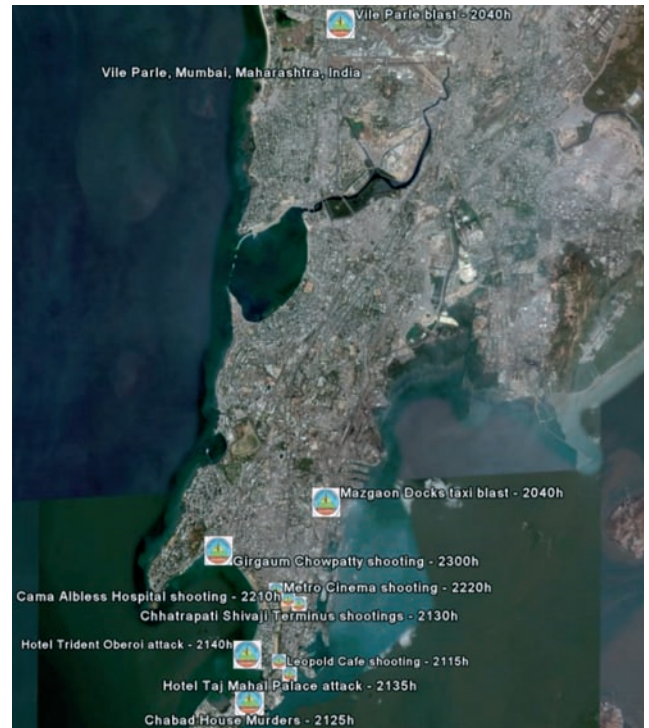 Vile Parle blast - 2040h
Vile Parle, Mumbai, Maharashtra, India
Mazgaon Docks taxi blast - 2040h
Girgaum Chowpatty shooting - 2300h
Metro Cinema shooting - 2220h
Cama Albless Hospital shooting - 2210h
Chhatrapati Shivaji Terminus shootings - 2130h
Hotel Trident Oberoi attack - 2140h
Leopold Cafe shooting - 2115h
Hotel Taj Mahal Palace attack - 2135h
Chabad House Murders - 2125h